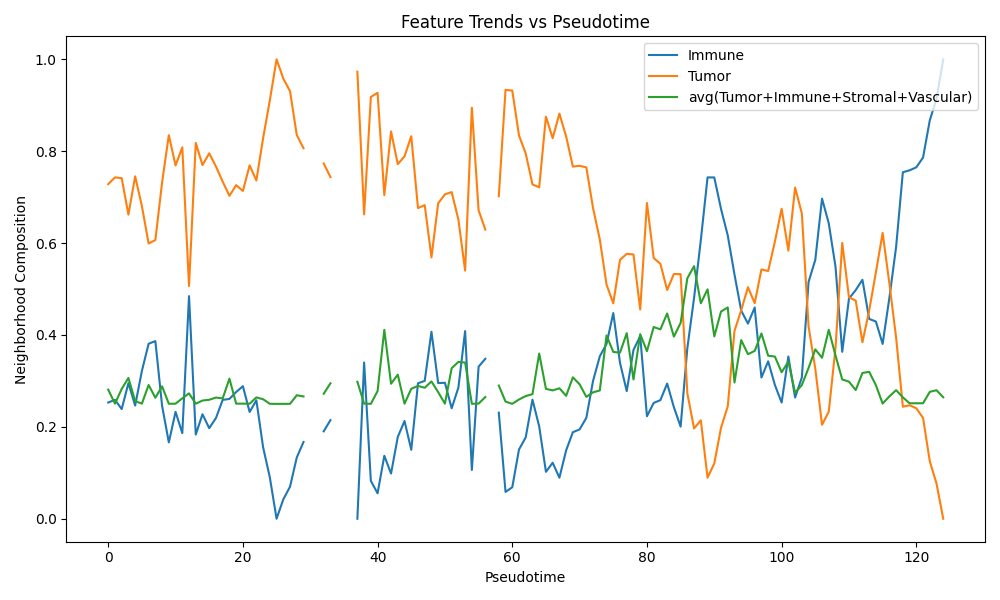 Feature Trends vs Pseudotime
Immune
Tumor
avg(Tumor+Immune+Stromal+Vascular)
Neighborhood Composition
1.0
0.8
0.6
0.4
0.2
0.0
0 20 40 60 80 100 120
Pseudotime